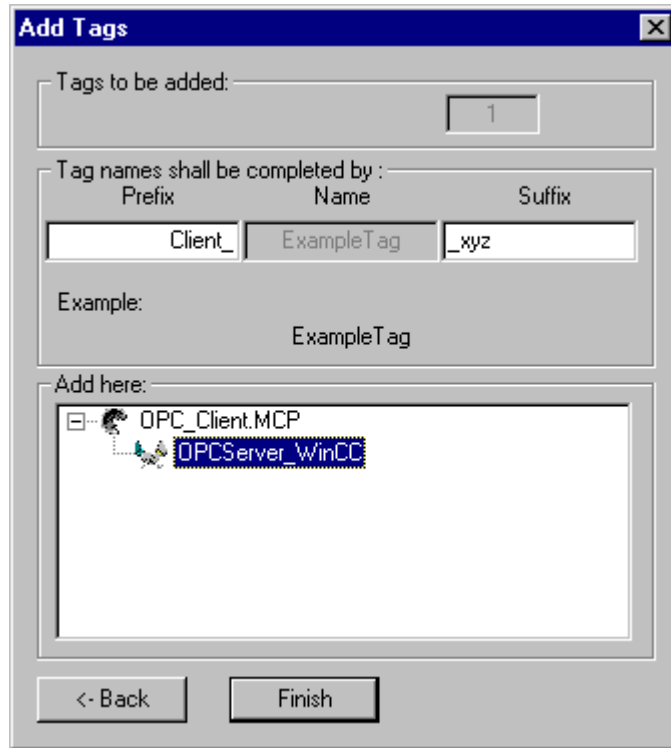 Add Tags
Tags to be added:
1
Tag names shall be completed by :
Prefix Name Suffix
Client_ ExampleTag _xyz
Example:
ExampleTag
Add here:
OPC_Client.MCP
OPCServer_WinCC
<- Back Finish